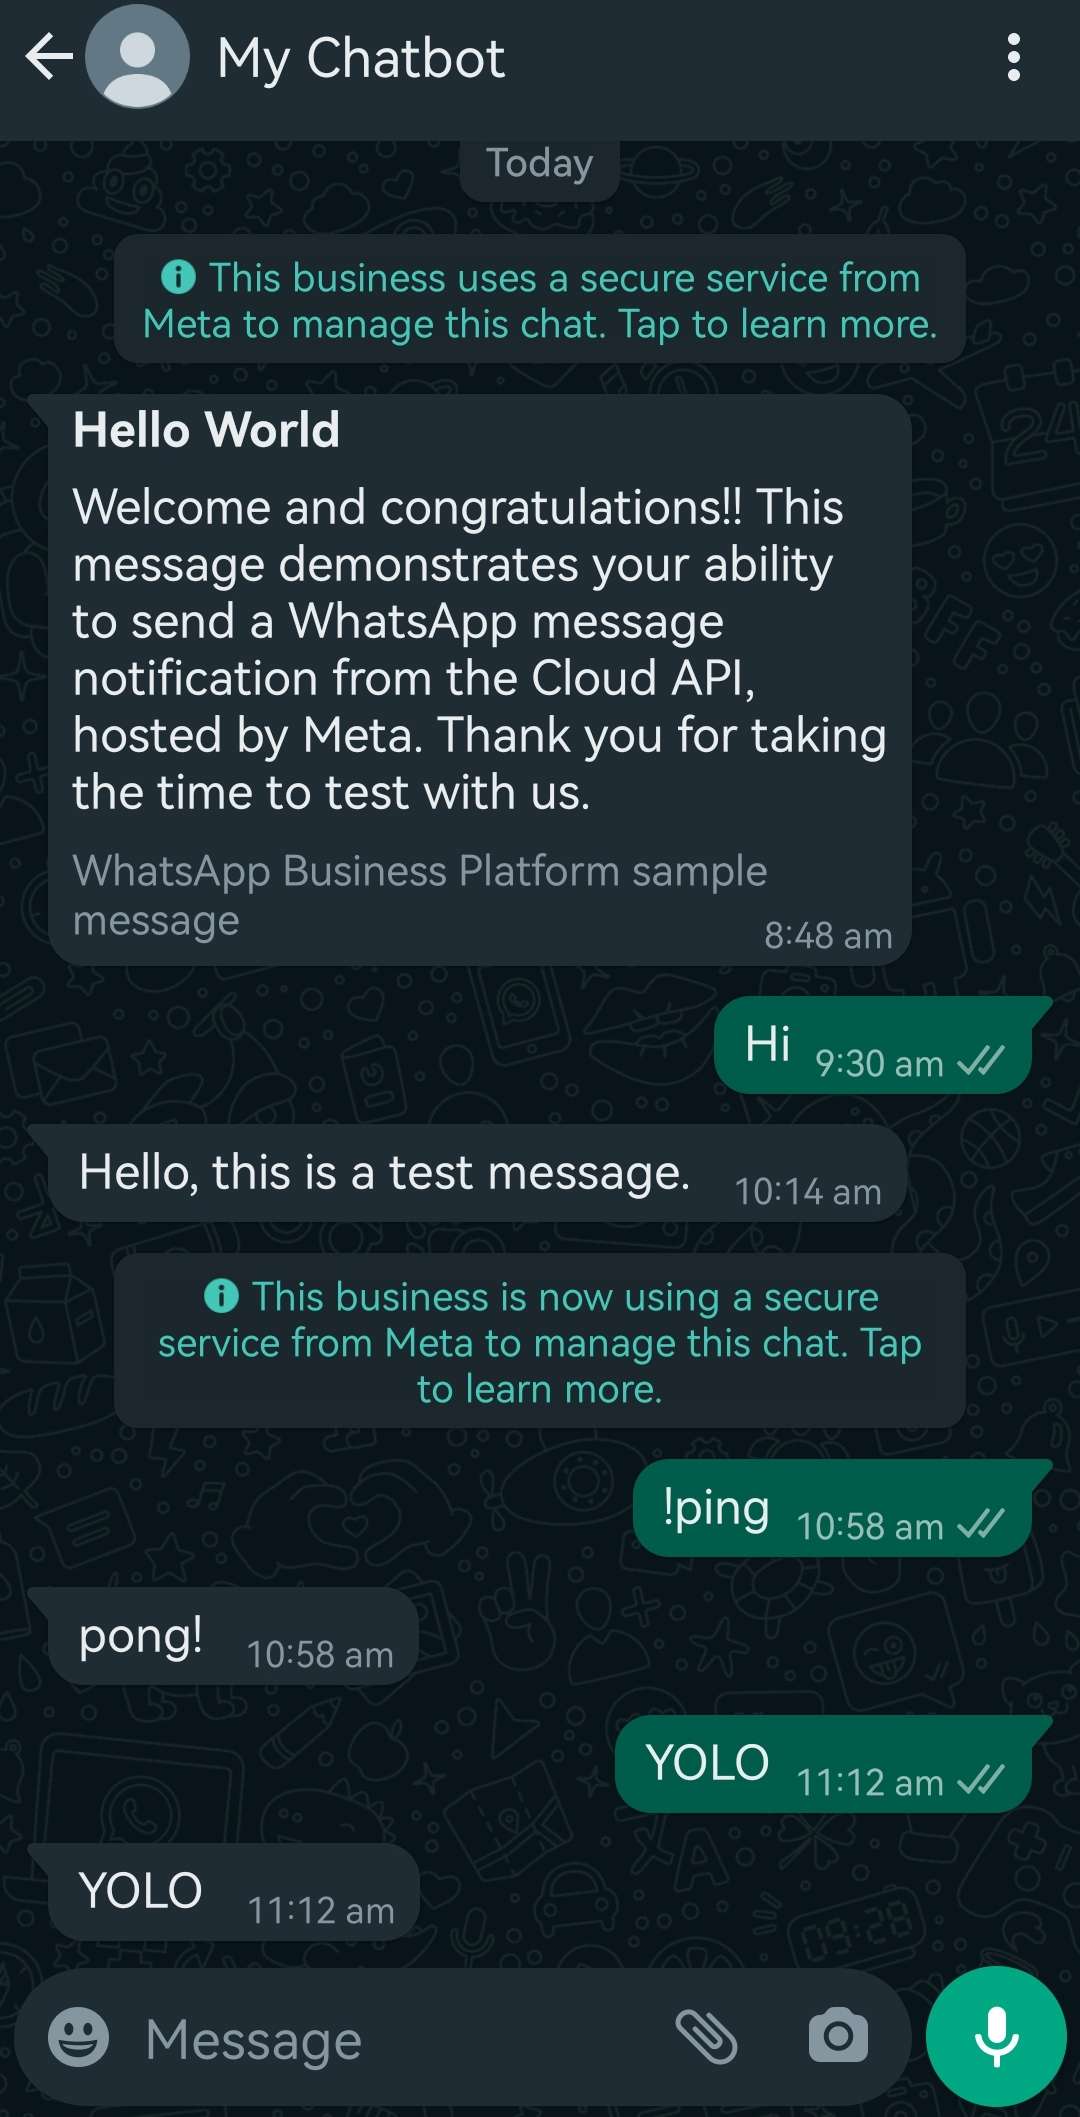 My Chatbot
Today
This business uses a secure service from
Meta to manage this chat. Tap to learn more.
Hello World
Welcome and congratulations!! This
message demonstrates your ability
to send a WhatsApp message
notification from the Cloud API,
hosted by Meta. Thank you for taking
the time to test with us.
WhatsApp Business Platform sample
message
8:48 am
Hi 9:30 am
Hello, this is a test message. 10:14 am
This business is now using a secure
service from Meta to manage this chat. Tap
to learn more.
!ping 10:58 am
pong! 10:58 am
YOLO 11:12 am
YOLO 11:12 am
Message